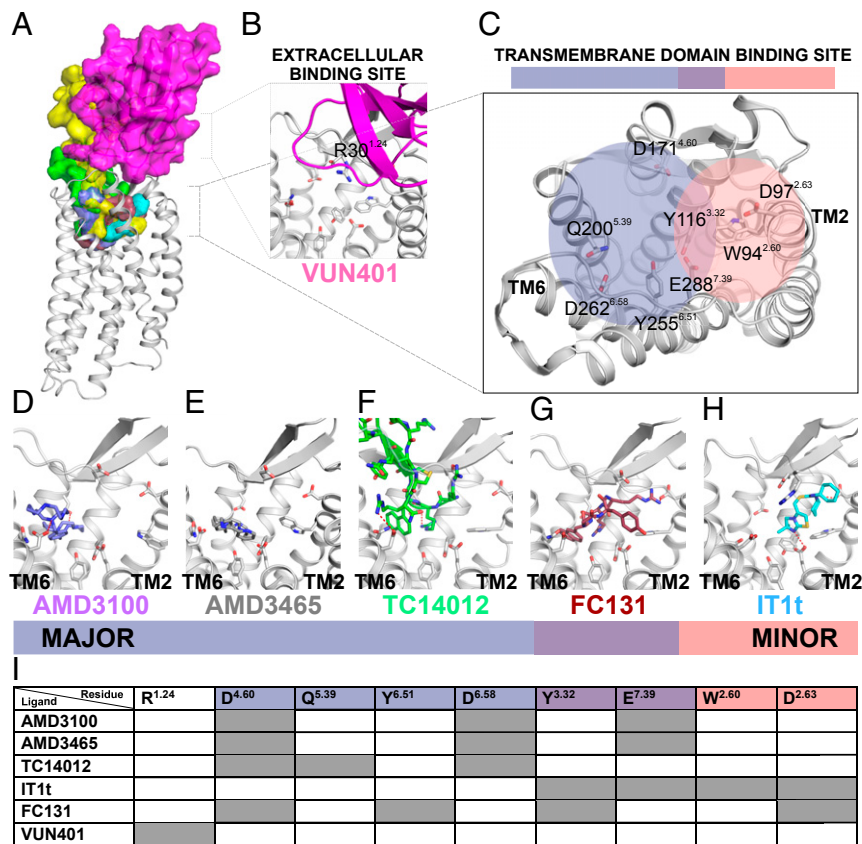 A
B
EXTRACELLULAR
BINDING SITE
R30^1.24
VUN401
C
TRANSMEMBRANE DOMAIN BINDING SITE
D171^4.60
D97^2.63
Q200^5.39
Y116^3.32
TM2
W94^2.60
TM6
E288^7.39
D262^6.58
Y255^6.51
D
E
F
G
H
TM6 TM2
TM6 TM2
TM6 TM2
AMD3100
AMD3465
TC14012
FC131
IT1t
MAJOR MINOR
I
Residue
Ligand
R^1.24 D^4.60 Q^5.39 Y^6.51 D^6.58 Y^3.32 E^7.39 W^2.60 D^2.63
AMD3100
AMD3465
TC14012
IT1t
FC131
VUN401